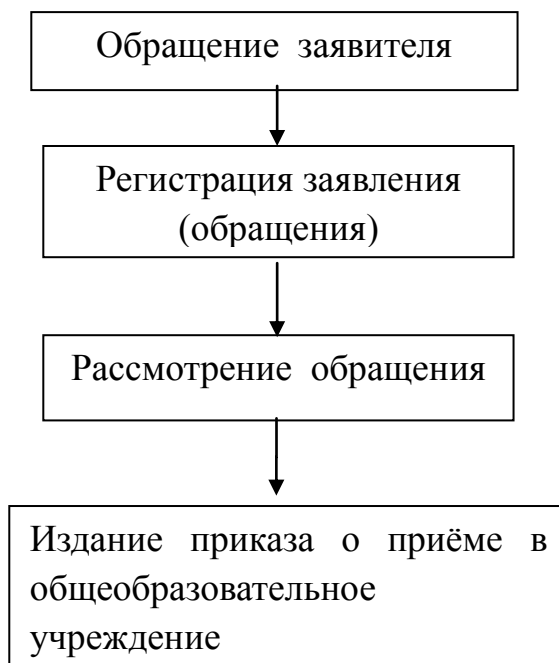 Обращение заявителя
Регистрация заявления
(обращения)
Рассмотрение обращения
Издание приказа о приёме в
общеобразовательное
учреждение